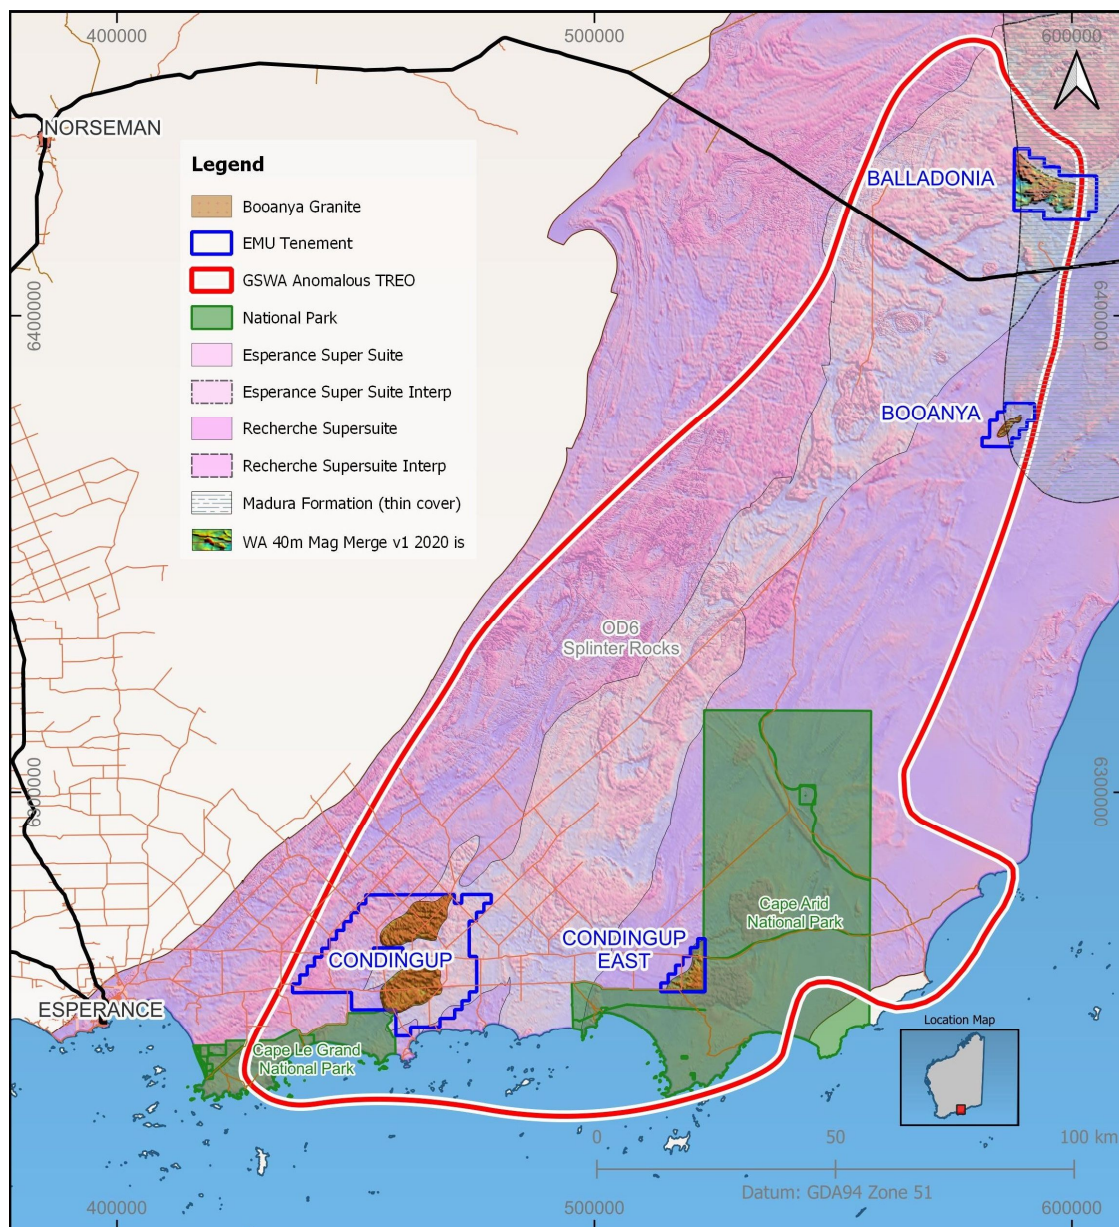 400000
500000
600000
NORSEMAN
Legend
Booanya Granite
EMU Tenement
GSWA Anomalous TREO
National Park
Esperance Super Suite
Esperance Super Suite Interp
Recherche Supersuite
Recherche Supersuite Interp
Madura Formation (thin cover)
WA 40m Mag Merge v1 2020 is
BALLADONIA
6400000
6400000
BOOANYA
OD6
Splinter Rocks
6300000
6300000
Cape Arid
National Park
CONDINGUP
CONDINGUP
EAST
ESPERANCE
Cape Le Grand
National Park
Location Map
0
50
100 km
Datum: GDA94 Zone 51
400000
500000
600000